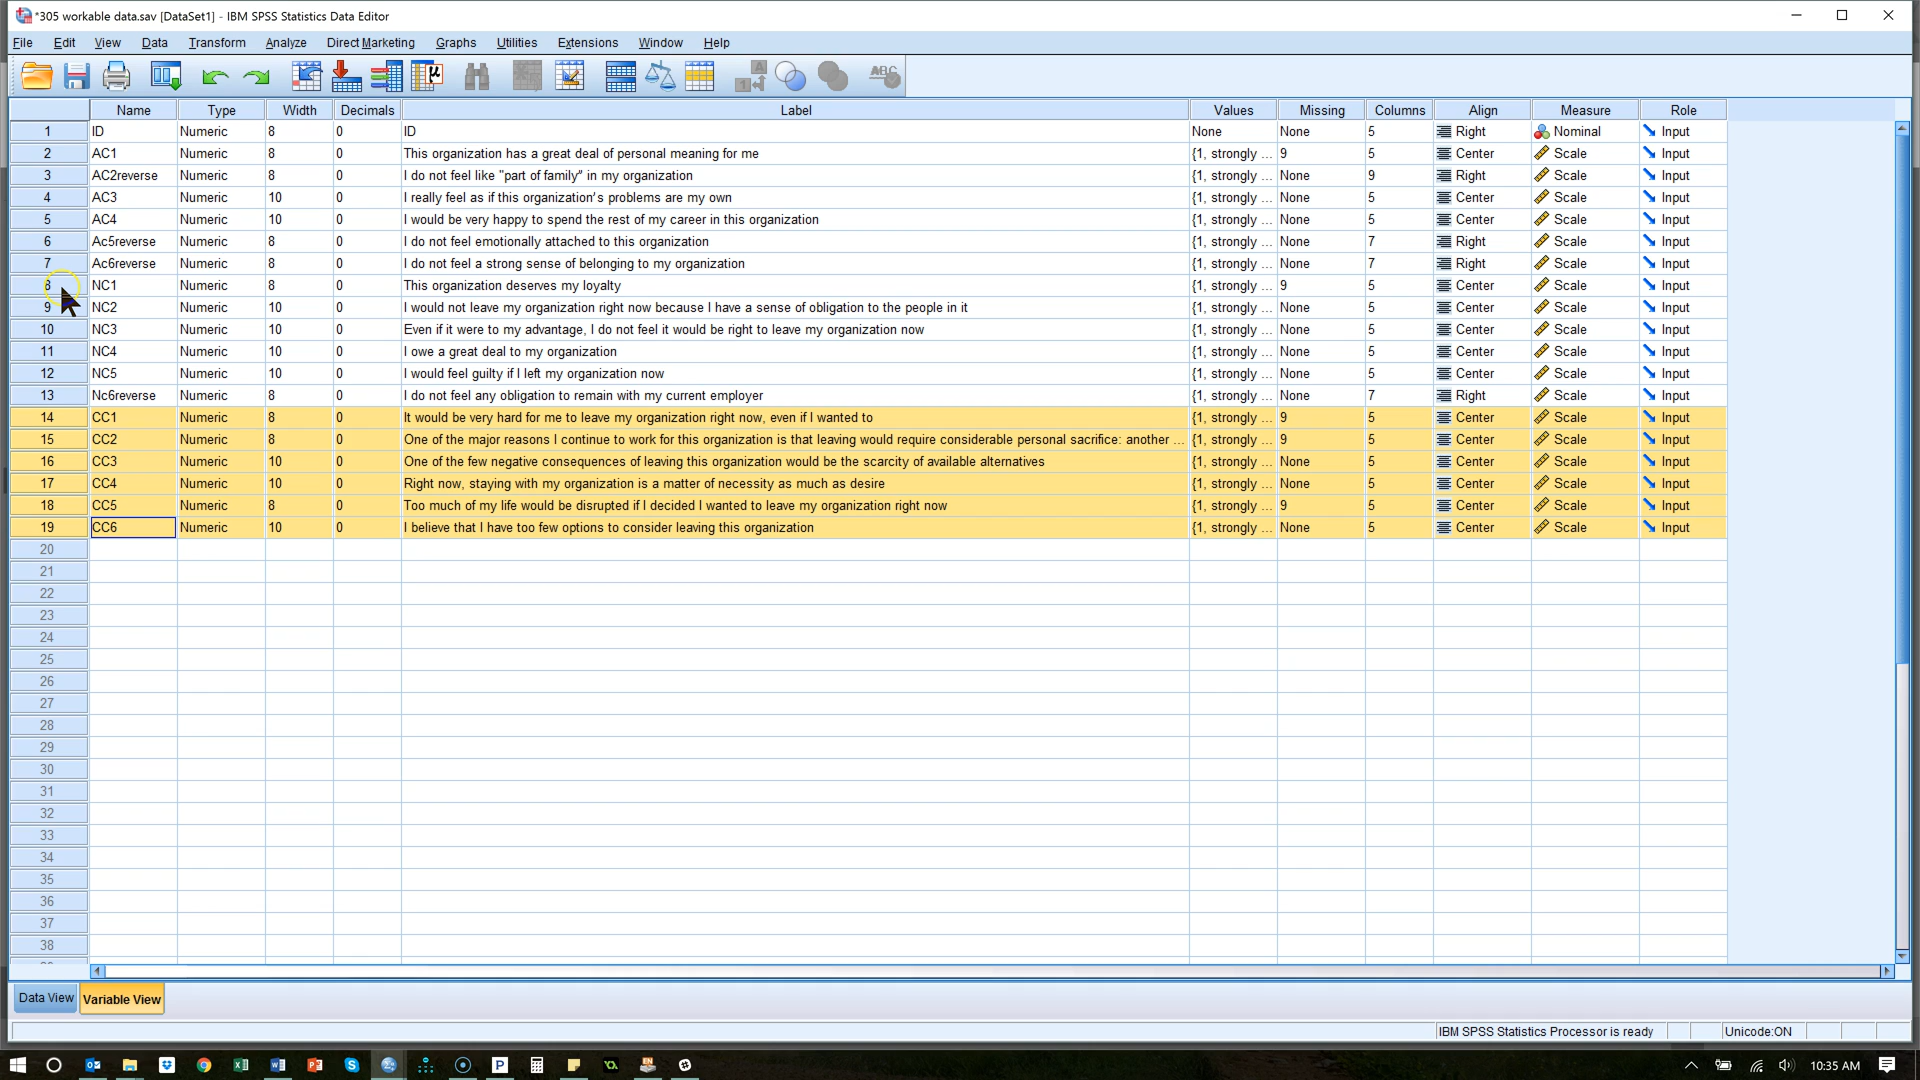 *305 workable data.sav [DataSet1] - IBM SPSS Statistics Data Editor
File Edit View Data Transform Analyze Direct Marketing Graphs Utilities Extensions Window Help
Name Type Width Decimals Label Values Missing Columns Align Measure Role
1 ID Numeric 8 0 ID None None 5 Right Nominal Input
2 AC1 Numeric 8 0 This organization has a great deal of personal meaning for me {1, strongly ... 9 5 Center Scale Input
3 AC2reverse Numeric 8 0 I do not feel like "part of family" in my organization {1, strongly ... None 9 Right Scale Input
4 AC3 Numeric 10 0 I really feel as if this organization's problems are my own {1, strongly ... None 5 Center Scale Input
5 AC4 Numeric 10 0 I would be very happy to spend the rest of my career in this organization {1, strongly ... None 5 Center Scale Input
6 Ac5reverse Numeric 8 0 I do not feel emotionally attached to this organization {1, strongly ... None 7 Right Scale Input
7 Ac6reverse Numeric 8 0 I do not feel a strong sense of belonging to my organization {1, strongly ... None 7 Right Scale Input
8 NC1 Numeric 8 0 This organization deserves my loyalty {1, strongly ... 9 5 Center Scale Input
9 NC2 Numeric 10 0 I would not leave my organization right now because I have a sense of obligation to the people in it {1, strongly ... None 5 Center Scale Input
10 NC3 Numeric 10 0 Even if it were to my advantage, I do not feel it would be right to leave my organization now {1, strongly ... None 5 Center Scale Input
11 NC4 Numeric 10 0 I owe a great deal to my organization {1, strongly ... None 5 Center Scale Input
12 NC5 Numeric 10 0 I would feel guilty if I left my organization now {1, strongly ... None 5 Center Scale Input
13 Nc6reverse Numeric 8 0 I do not feel any obligation to remain with my current employer {1, strongly ... None 7 Right Scale Input
14 CC1 Numeric 8 0 It would be very hard for me to leave my organization right now, even if I wanted to {1, strongly ... 9 5 Center Scale Input
15 CC2 Numeric 8 0 One of the major reasons I continue to work for this organization is that leaving would require considerable personal sacrifice: another ... {1, strongly ... 9 5 Center Scale Input
16 CC3 Numeric 10 0 One of the few negative consequences of leaving this organization would be the scarcity of available alternatives {1, strongly ... None 5 Center Scale Input
17 CC4 Numeric 10 0 Right now, staying with my organization is a matter of necessity as much as desire {1, strongly ... None 5 Center Scale Input
18 CC5 Numeric 8 0 Too much of my life would be disrupted if I decided I wanted to leave my organization right now {1, strongly ... 9 5 Center Scale Input
19 CC6 Numeric 10 0 I believe that I have too few options to consider leaving this organization {1, strongly ... None 5 Center Scale Input
20
21
22
23
24
25
26
27
28
29
30
31
32
33
34
35
36
37
38
Data View Variable View
IBM SPSS Statistics Processor is ready Unicode:ON
10:35 AM